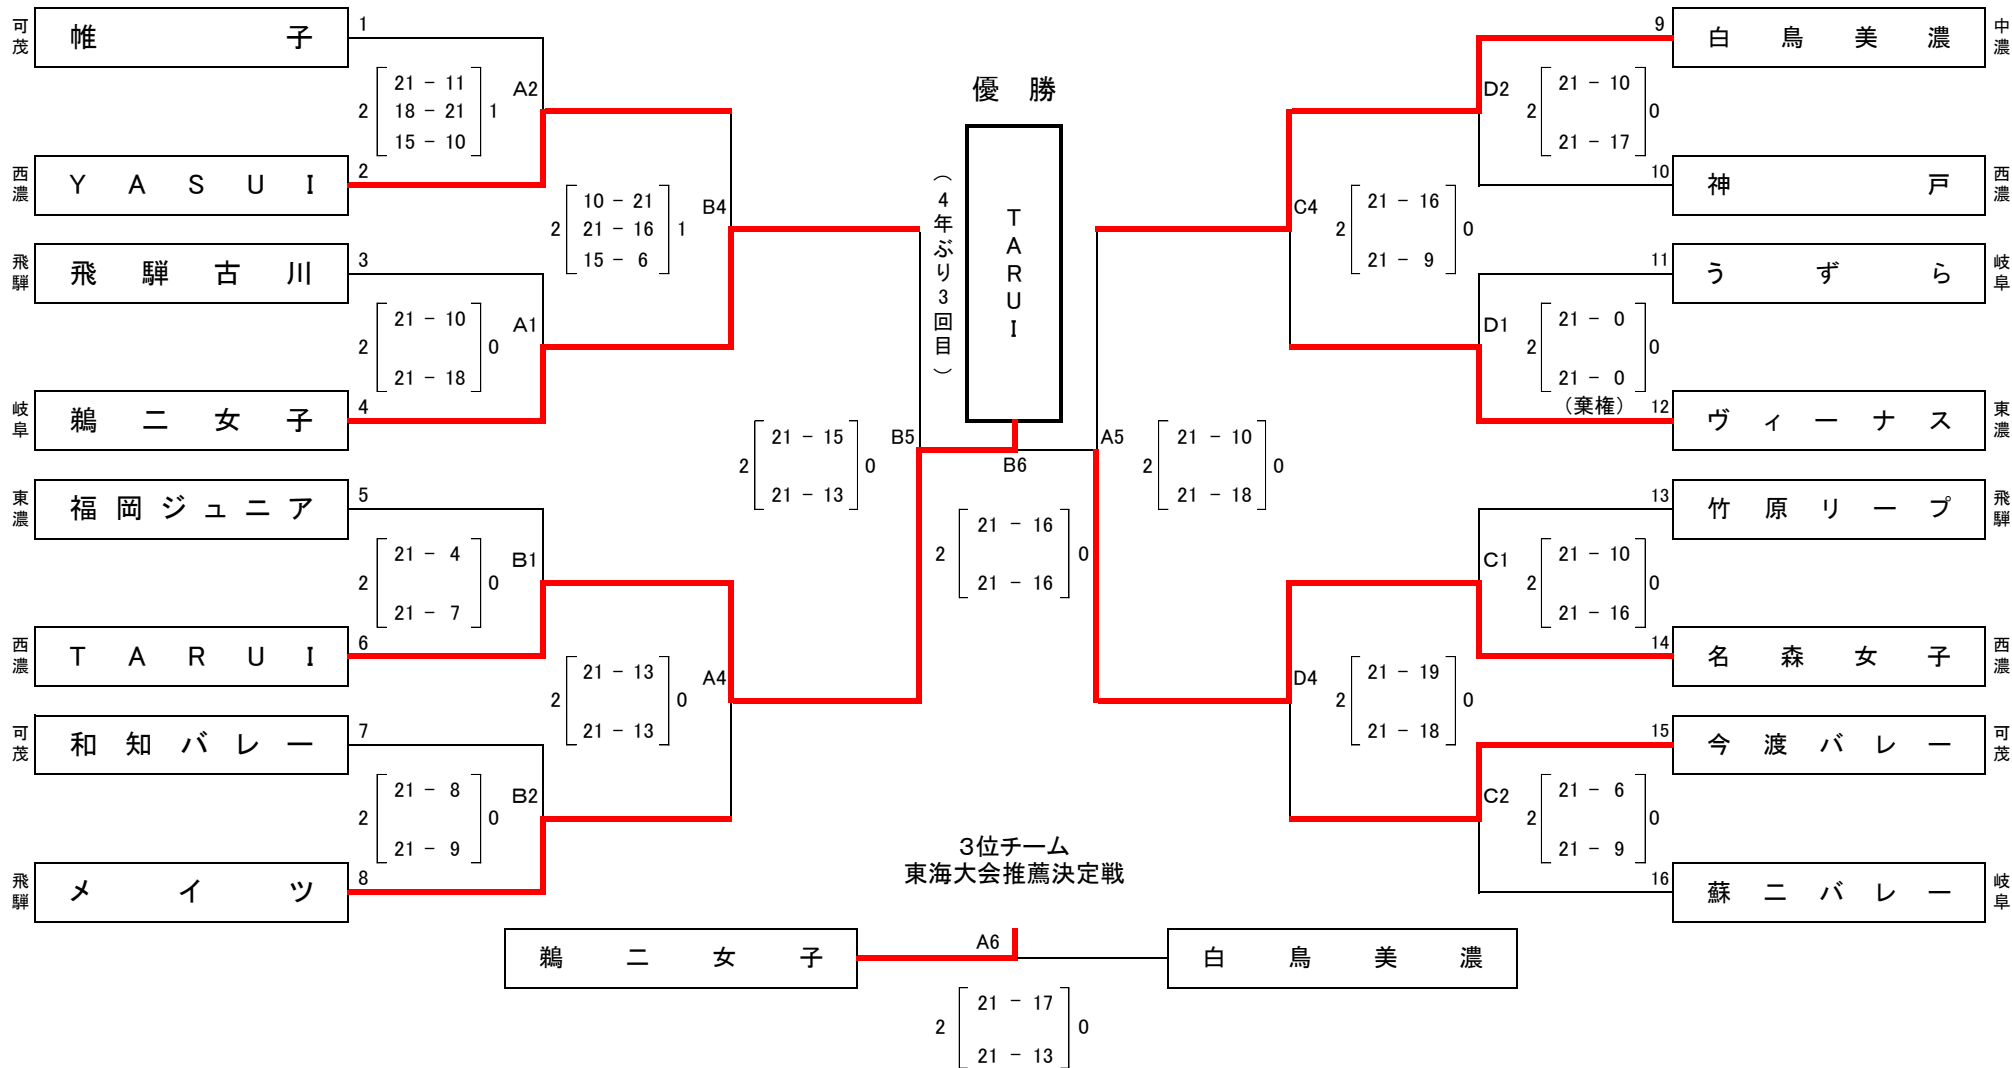 可茂
帷子
1
21 - 11
18 - 21
15 - 10
2
1
A2
西濃
YASUI
2
飛騨
飛騨古川
3
21 - 10
21 - 18
2
0
A1
岐阜
鵜二女子
4
10 - 21
21 - 16
15 - 6
2
1
B4
東濃
福岡ジュニア
5
21 - 4
21 - 7
2
0
B1
西濃
TARUI
6
可茂
和知バレー
7
21 - 8
21 - 9
2
0
B2
飛騨
メイツ
8
21 - 13
21 - 13
2
0
A4
21 - 15
21 - 13
2
0
B5
優勝
TARUI
(4年ぶり3回目)
B6
21 - 16
21 - 16
2
0
A5
21 - 10
21 - 18
2
0
9
白鳥美濃
中濃
D2
21 - 10
21 - 17
2
0
10
神戸
西濃
C4
21 - 16
21 - 9
2
0
11
うずら
岐阜
D1
21 - 0
21 - 0
2
0
(棄権)
12
ヴィーナス
東濃
13
竹原リープ
飛騨
C1
21 - 10
21 - 16
2
0
14
名森女子
西濃
D4
21 - 19
21 - 18
2
0
15
今渡バレー
可茂
C2
21 - 6
21 - 9
2
0
16
蘇ニバレー
岐阜
3位チーム
東海大会推薦決定戦
鵜二女子
A6
白鳥美濃
21 - 17
21 - 13
2
0